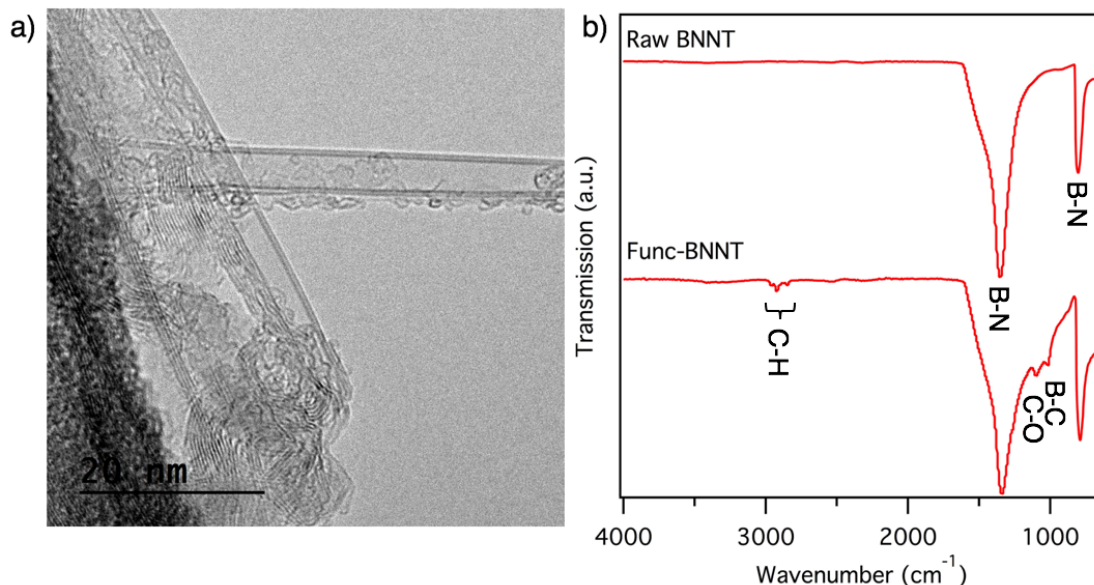 a)
20 nm
b)
Raw BNNT
B-N
Func-BNNT
B-N
C-H
B-C
C-O
Transmission (a.u.)
4000 3000 2000 1000
Wavenumber (cm⁻¹)